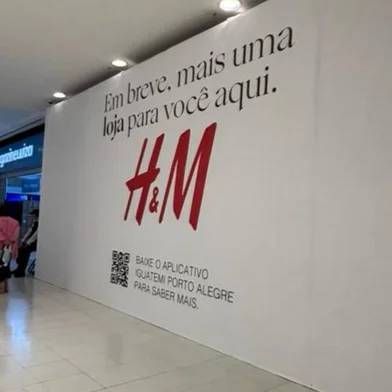 Em breve, mais uma
loja para você aqui.
H&M
BAIXE O APLICATIVO
IGUATEMI PORTO ALEGRE
PARA SABER MAIS.